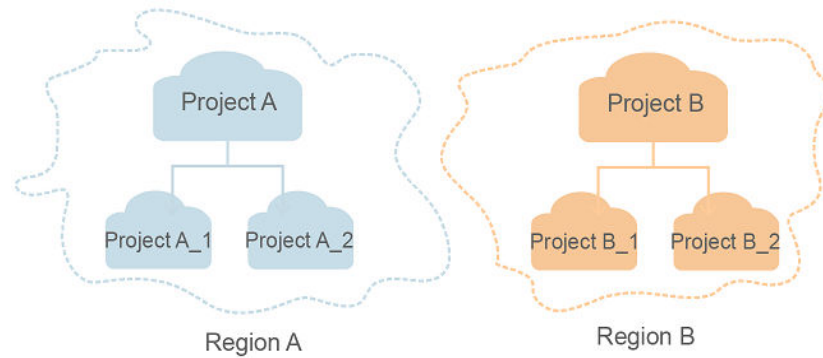 Project A
Project A_1
Project A_2
Region A
Project B
Project B_1
Project B_2
Region B